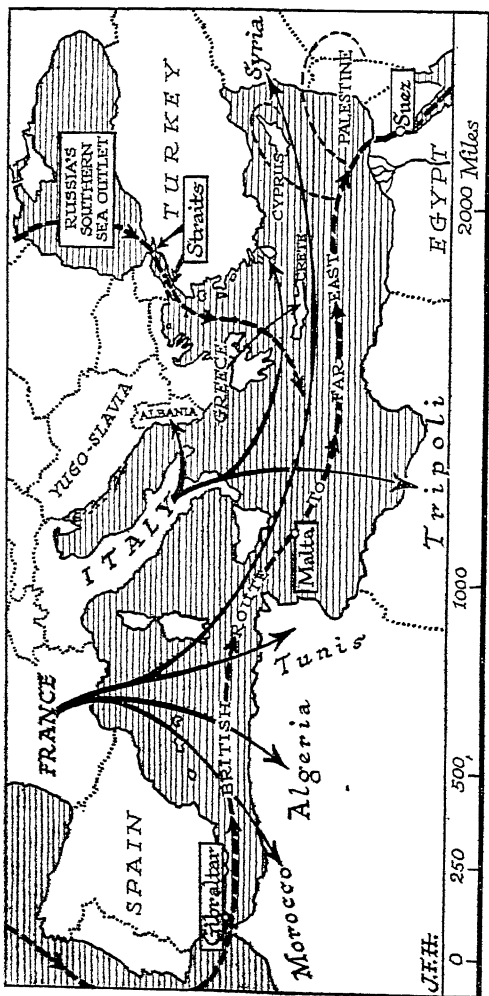 RUSSIA'S
SOUTHERN
SEA OUTLET
TURKEY
Straits
Syria
PALESTINE
Suez
CYPRUS
CRETE
GREECE
EGYPT
YUGO-SLAVIA
ALBANIA
ITALY
Tripoli
Malta
BRITISH ROUTE TO FAR EAST
FRANCE
Tunis
Algeria
Morocco
SPAIN
Gibraltar
J.F.H.
0 250 500 1000 2000 Miles